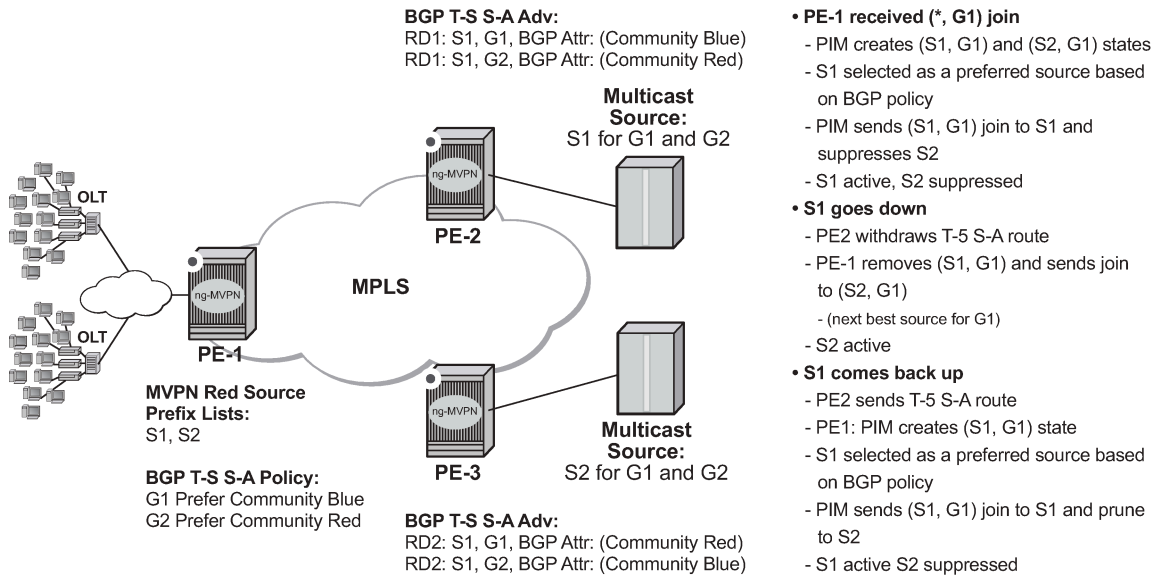 BGP T-S S-A Adv:
RD1: S1, G1, BGP Attr: (Community Blue)
RD1: S1, G2, BGP Attr: (Community Red)
Multicast
Source:
S1 for G1 and G2
ng-MVPN
PE-2
OLT
ng-MVPN
PE-1
MPLS
OLT
MVPN Red Source
Prefix Lists:
S1, S2
BGP T-S S-A Policy:
G1 Prefer Community Blue
G2 Prefer Community Red
ng-MVPN
PE-3
Multicast
Source:
S2 for G1 and G2
BGP T-S S-A Adv:
RD2: S1, G1, BGP Attr: (Community Red)
RD2: S1, G2, BGP Attr: (Community Blue)
• PE-1 received (*, G1) join
- PIM creates (S1, G1) and (S2, G1) states
- S1 selected as a preferred source based
on BGP policy
- PIM sends (S1, G1) join to S1 and
suppresses S2
- S1 active, S2 suppressed
• S1 goes down
- PE2 withdraws T-5 S-A route
- PE-1 removes (S1, G1) and sends join
to (S2, G1)
- (next best source for G1)
- S2 active
• S1 comes back up
- PE2 sends T-5 S-A route
- PE1: PIM creates (S1, G1) state
- S1 selected as a preferred source based
on BGP policy
- PIM sends (S1, G1) join to S1 and prune
to S2
- S1 active S2 suppressed